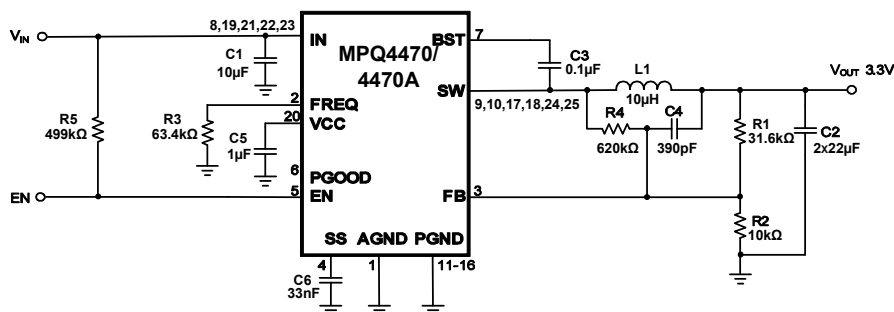 8,19,21,22,23
7
VIN
IN
BST
C3
0.1μF
MPQ4470/
4470A
C1
10μF
SW
L1
10μH
VOUT 3.3V
9,10,17,18,24,25
2
FREQ
20
VCC
R5
499kΩ
R3
63.4kΩ
C5
1μF
R4
620kΩ
C4
390pF
R1
31.6kΩ
C2
2x22μF
6
PGOOD
EN
5
EN
FB
3
R2
10kΩ
SS
AGND
PGND
4
1
11-16
C6
33nF